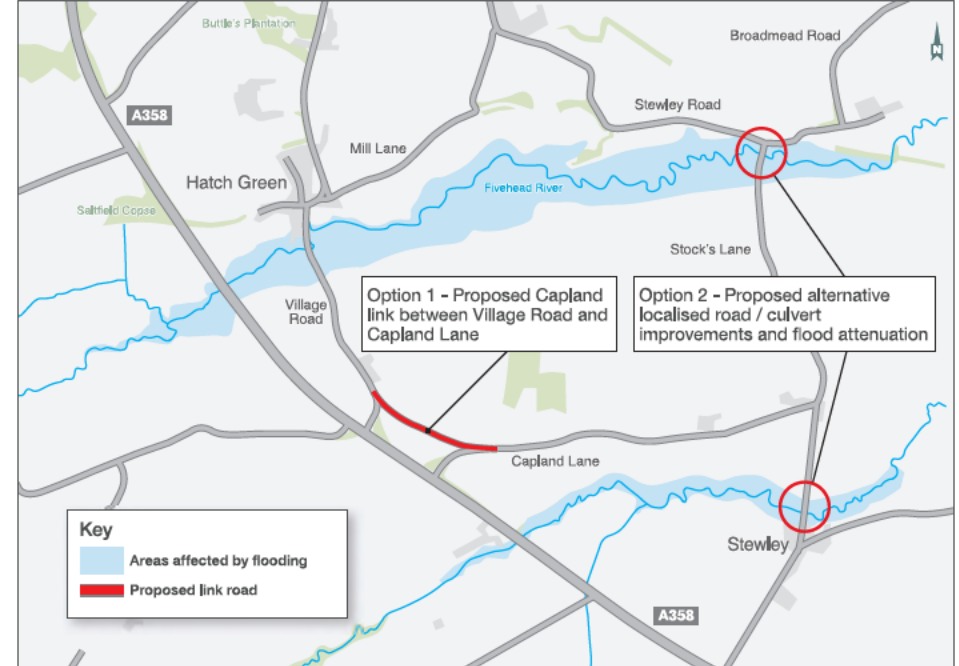 Buttle's Plantation
Broadmead Road
N
A358
Stewley Road
Mill Lane
Hatch Green
Fivehead River
Saltfield Copse
Stock's Lane
Village
Road
Option 1 - Proposed Capland
link between Village Road and
Capland Lane
Option 2 - Proposed alternative
localised road / culvert
improvements and flood attenuation
Capland Lane
Key
Areas affected by flooding
Proposed link road
Stewley
A358